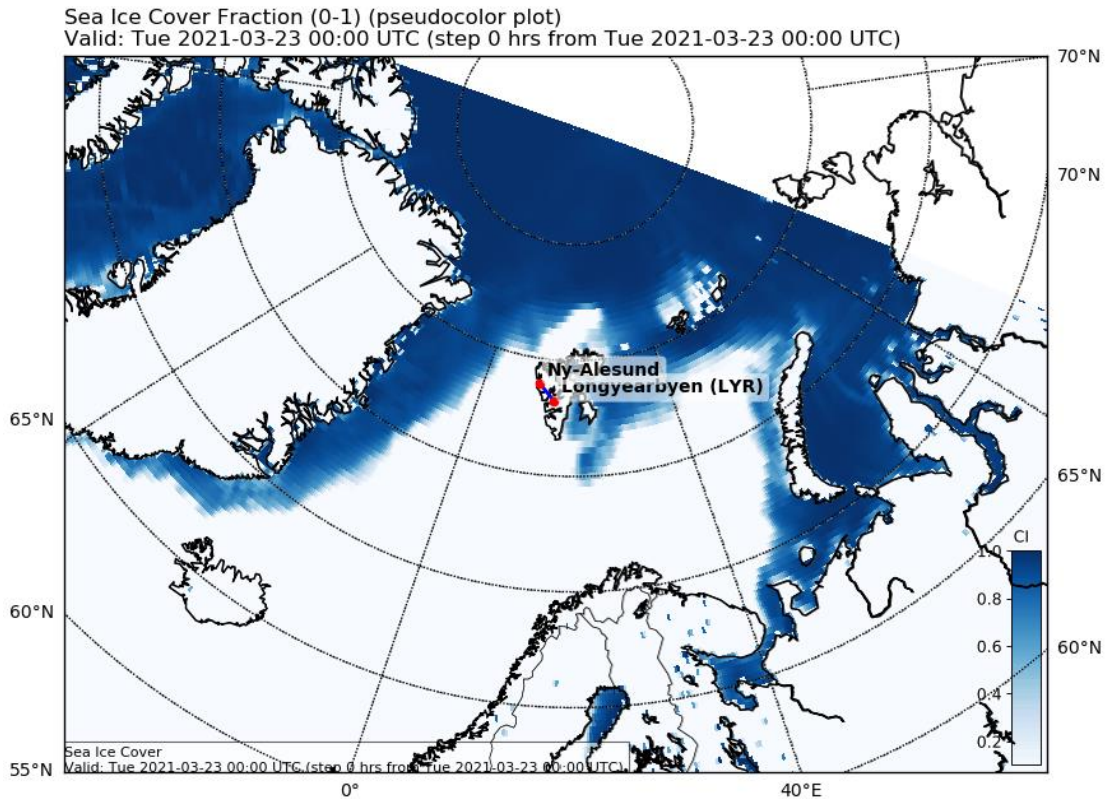 Sea Ice Cover Fraction (0-1) (pseudocolor plot)
Valid: Tue 2021-03-23 00:00 UTC (step 0 hrs from Tue 2021-03-23 00:00 UTC)
70°N
70°N
Ny-Alesund
Longyearbyen (LYR)
65°N
65°N
CI
1.0
0.8
60°N
0.6
60°N
0.4
0.2
Sea Ice Cover
Valid: Tue 2021-03-23 00:00 UTC (step 0 hrs from Tue 2021-03-23 00:00 UTC)
55°N
0°
40°E